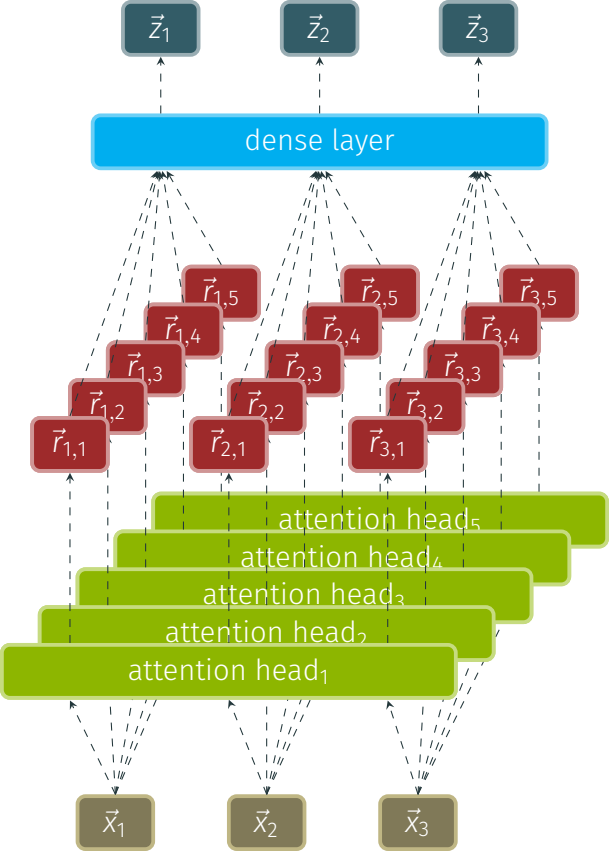 z⃗₁ z⃗₂ z⃗₃
dense layer
r⃗₁,₅ r⃗₂,₅ r⃗₃,₅
r⃗₁,₄ r⃗₂,₄ r⃗₃,₄
r⃗₁,₃ r⃗₂,₃ r⃗₃,₃
r⃗₁,₂ r⃗₂,₂ r⃗₃,₂
r⃗₁,₁ r⃗₂,₁ r⃗₃,₁
attention head₅
attention head₄
attention head₃
attention head₂
attention head₁
x⃗₁ x⃗₂ x⃗₃